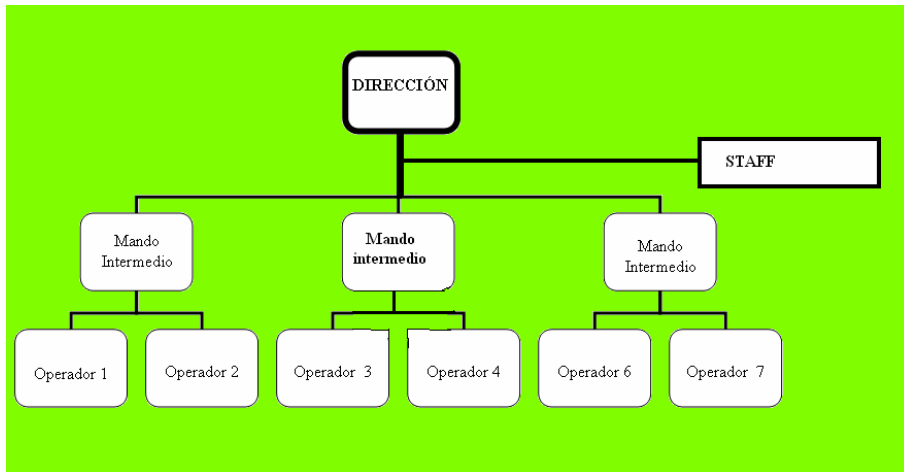 DIRECCIÓN
STAFF
Mando
Intermedio
Mando
intermedio
Mando
Intermedio
Operador 1
Operador 2
Operador 3
Operador 4
Operador 6
Operador 7